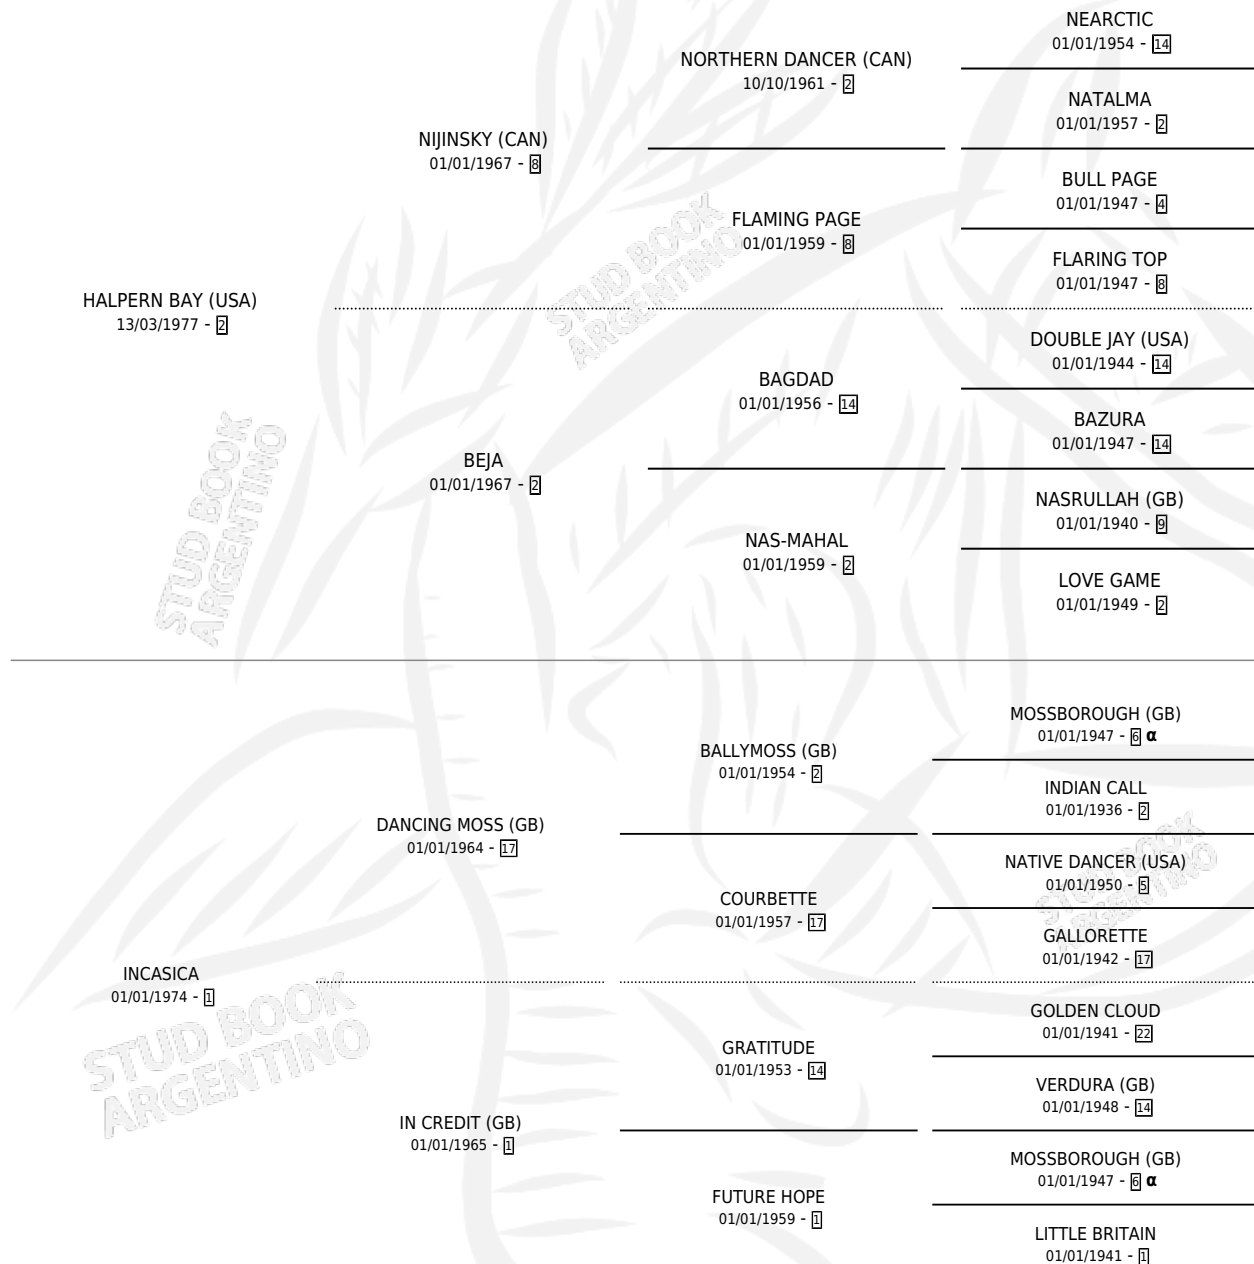 NEARCTIC
01/01/1954 - 14
NORTHERN DANCER (CAN)
10/10/1961 - 2
NATALMA
01/01/1957 - 2
NIJINSKY (CAN)
01/01/1967 - 8
BULL PAGE
01/01/1947 - 4
FLAMING PAGE
01/01/1959 - 8
FLARING TOP
01/01/1947 - 8
HALPERN BAY (USA)
13/03/1977 - 2
DOUBLE JAY (USA)
01/01/1944 - 14
BAGDAD
01/01/1956 - 14
BAZURA
01/01/1947 - 14
BEJA
01/01/1967 - 2
NASRULLAH (GB)
01/01/1940 - 9
NAS-MAHAL
01/01/1959 - 2
LOVE GAME
01/01/1949 - 2
MOSSBOROUGH (GB)
01/01/1947 - 6 α
BALLYMOSS (GB)
01/01/1954 - 2
INDIAN CALL
01/01/1936 - 2
DANCING MOSS (GB)
01/01/1964 - 17
NATIVE DANCER (USA)
01/01/1950 - 5
COURBETTE
01/01/1957 - 17
GALLORETTE
01/01/1942 - 17
INCASICA
01/01/1974 - 1
GOLDEN CLOUD
01/01/1941 - 22
GRATITUDE
01/01/1953 - 14
VERDURA (GB)
01/01/1948 - 14
IN CREDIT (GB)
01/01/1965 - 1
MOSSBOROUGH (GB)
01/01/1947 - 6 α
FUTURE HOPE
01/01/1959 - 1
LITTLE BRITAIN
01/01/1941 - 1
STUD BOOK
ARGENTINO
STUD BOOK
ARGENTINO
STUD BOOK
ARGENTINO
STUD BOOK
ARGENTINO